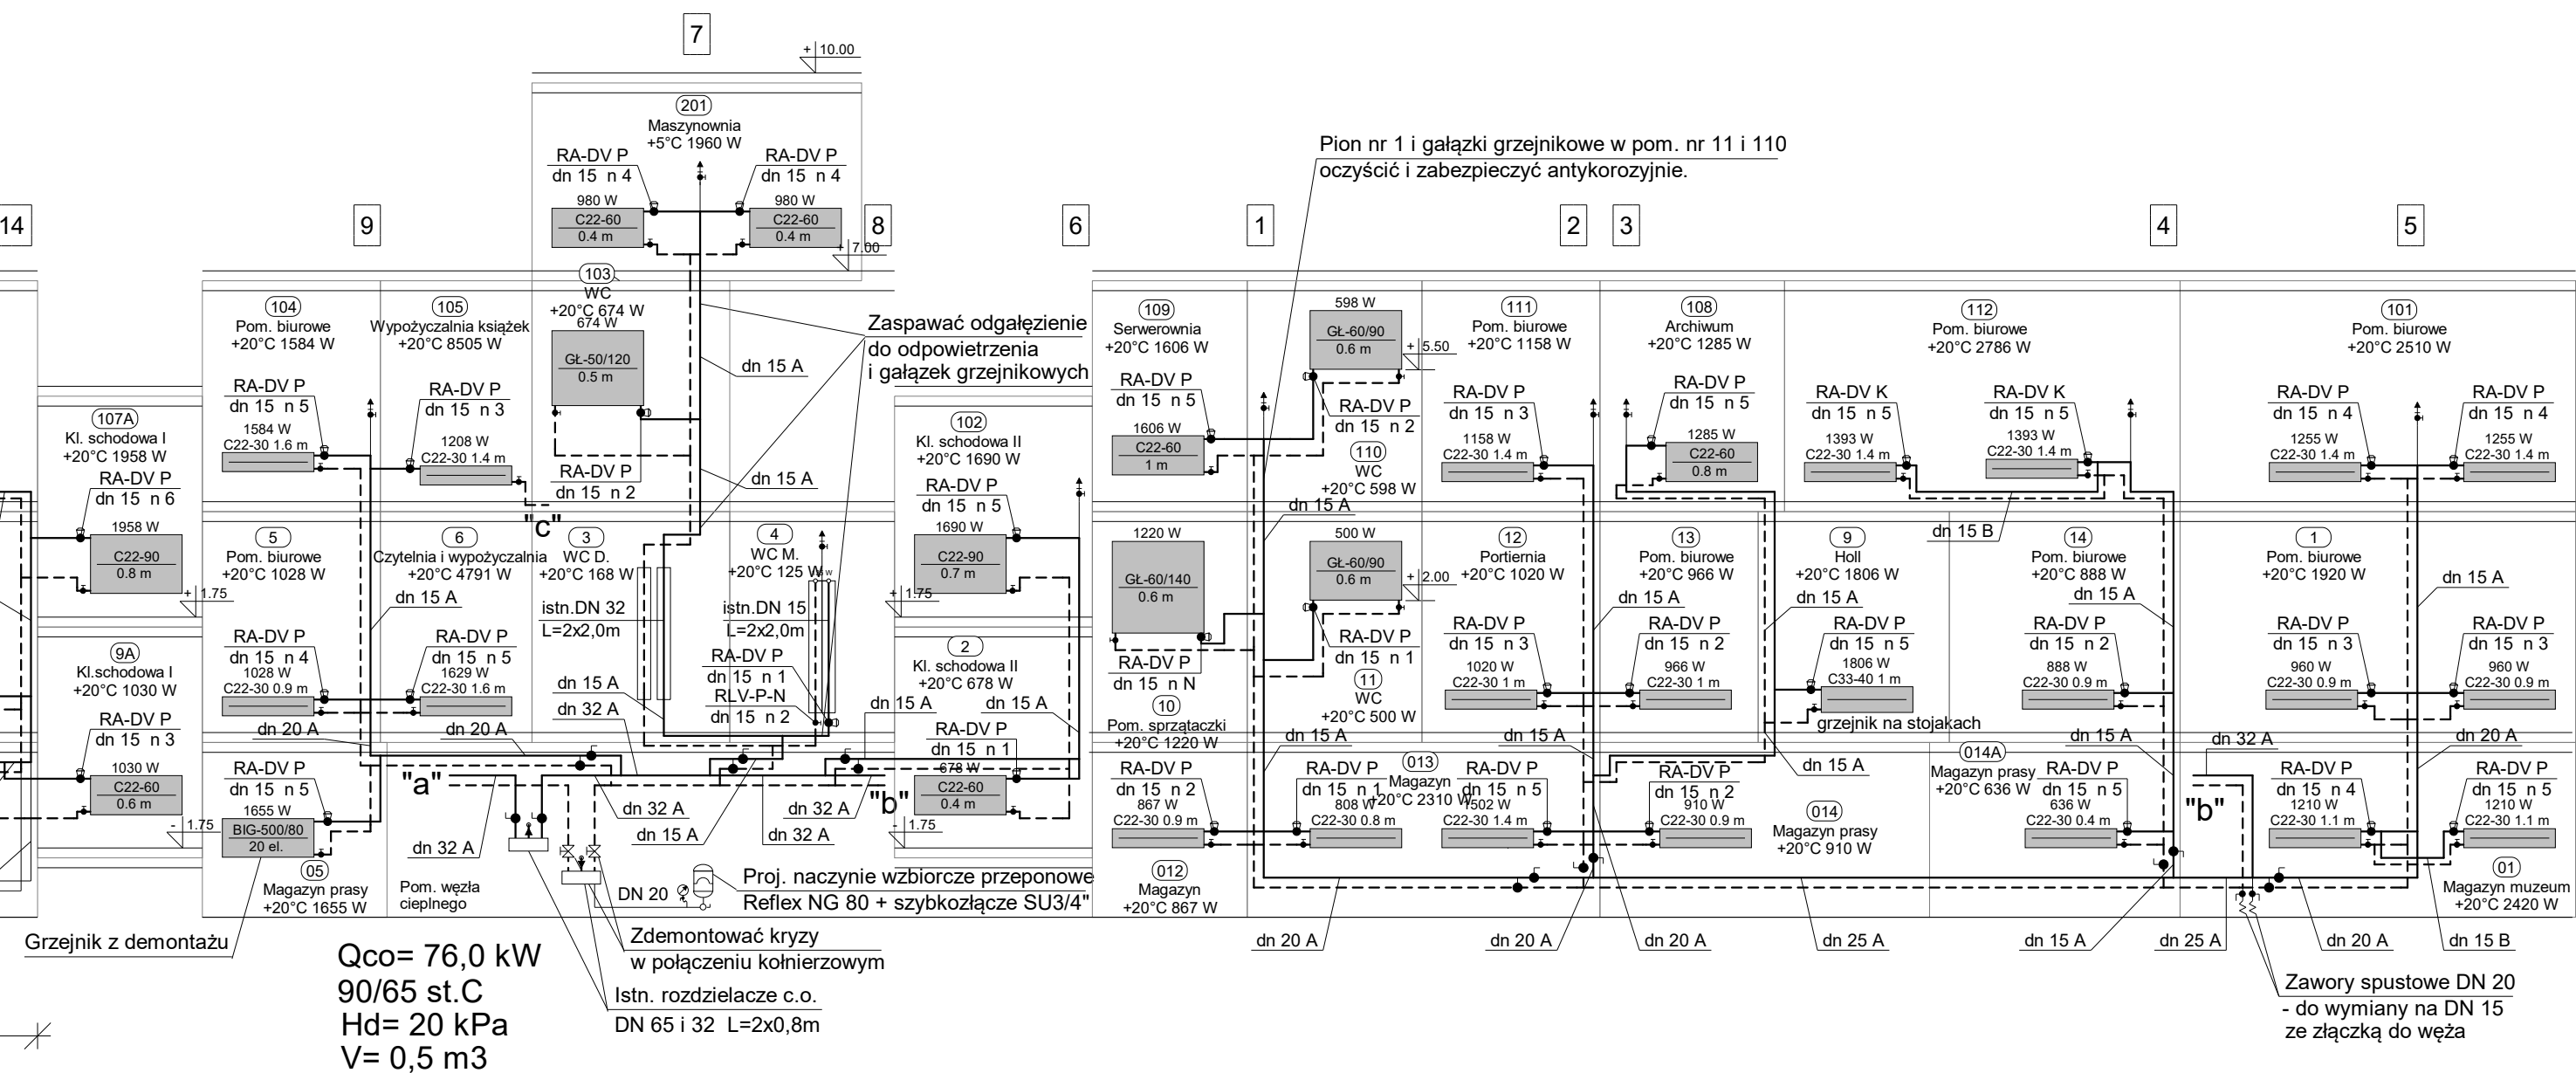 7
+ 10.00
201
Maszynownia
+5°C 1960 W
RA-DV P
dn 15 n 4
RA-DV P
dn 15 n 4
980 W
C22-60
0.4 m
980 W
C22-60
0.4 m
+ 7.00
Pion nr 1 i gałązki grzejnikowe w pom. nr 11 i 110
oczyścić i zabezpieczyć antykorozyjnie.
14
9
8
6
1
2
3
4
5
107A
Kl. schodowa I
+20°C 1958 W
RA-DV P
dn 15 n 6
1958 W
C22-90
0.8 m
+ 1.75
9A
Kl.schodowa I
+20°C 1030 W
RA-DV P
dn 15 n 3
1030 W
C22-60
0.6 m
- 1.75
104
Pom. biurowe
+20°C 1584 W
RA-DV P
dn 15 n 5
1584 W
C22-30 1.6 m
105
Wypożyczalnia książek
+20°C 8505 W
RA-DV P
dn 15 n 3
1208 W
C22-30 1.4 m
"c"
103
WC
+20°C 674 W
674 W
GŁ-50/120
0.5 m
RA-DV P
dn 15 n 2
dn 15 A
dn 15 A
Zaspawać odgałęzienie
do odpowietrzenia
i gałązek grzejnikowych
102
Kl. schodowa II
+20°C 1690 W
RA-DV P
dn 15 n 5
1690 W
C22-90
0.7 m
+ 1.75
5
Pom. biurowe
+20°C 1028 W
dn 15 A
RA-DV P
dn 15 n 4
1028 W
C22-30 0.9 m
dn 20 A
6
Czytelnia i wypożyczalnia
+20°C 4791 W
RA-DV P
dn 15 n 5
1629 W
C22-30 1.6 m
dn 20 A
3
WC D.
+20°C 168 W
istn.DN 32
L=2x2,0m
dn 15 A
dn 32 A
4
WC M.
+20°C 125 W
istn.DN 15
L=2x2,0m
RA-DV P
dn 15 n 1
RLV-P-N
dn 15 n 2
dn 15 A
2
Kl. schodowa II
+20°C 678 W
dn 15 A
RA-DV P
dn 15 n 1
678 W
C22-60
0.4 m
- 1.75
RA-DV P
dn 15 n 5
1655 W
BIG-500/80
20 el.
05
Magazyn prasy
+20°C 1655 W
"a"
dn 32 A
Pom. węzła
cieplnego
dn 32 A
dn 15 A
dn 32 A
dn 32 A
"b"
DN 20
Proj. naczynie wzbiorcze przeponowe
Reflex NG 80 + szybkozłącze SU3/4"
Grzejnik z demontażu
Zdemontować kryzy
w połączeniu kołnierzowym
Istn. rozdzielacze c.o.
DN 65 i 32 L=2x0,8m
Qco= 76,0 kW
90/65 st.C
Hd= 20 kPa
V= 0,5 m3
109
Serwerownia
+20°C 1606 W
RA-DV P
dn 15 n 5
1606 W
C22-60
1 m
598 W
GŁ-60/90
0.6 m
+ 5.50
RA-DV P
dn 15 n 2
110
WC
+20°C 598 W
dn 15 A
111
Pom. biurowe
+20°C 1158 W
RA-DV P
dn 15 n 3
1158 W
C22-30 1.4 m
108
Archiwum
+20°C 1285 W
RA-DV P
dn 15 n 5
1285 W
C22-60
0.8 m
112
Pom. biurowe
+20°C 2786 W
RA-DV K
dn 15 n 5
1393 W
C22-30 1.4 m
RA-DV K
dn 15 n 5
1393 W
C22-30 1.4 m
dn 15 B
101
Pom. biurowe
+20°C 2510 W
RA-DV P
dn 15 n 4
1255 W
C22-30 1.4 m
RA-DV P
dn 15 n 4
1255 W
C22-30 1.4 m
1220 W
GŁ-60/140
0.6 m
RA-DV P
dn 15 n N
10
Pom. sprzątaczki
+20°C 1220 W
500 W
GŁ-60/90
0.6 m
+ 2.00
RA-DV P
dn 15 n 1
11
WC
+20°C 500 W
dn 15 A
12
Portiernia
+20°C 1020 W
RA-DV P
dn 15 n 3
1020 W
C22-30 1 m
dn 15 A
13
Pom. biurowe
+20°C 966 W
dn 15 A
RA-DV P
dn 15 n 2
966 W
C22-30 1 m
9
Holl
+20°C 1806 W
dn 15 A
RA-DV P
dn 15 n 5
1806 W
C33-40 1 m
grzejnik na stojakach
dn 15 A
14
Pom. biurowe
+20°C 888 W
dn 15 A
RA-DV P
dn 15 n 2
888 W
C22-30 0.9 m
dn 15 A
1
Pom. biurowe
+20°C 1920 W
dn 15 A
RA-DV P
dn 15 n 3
960 W
C22-30 0.9 m
RA-DV P
dn 15 n 3
960 W
C22-30 0.9 m
dn 32 A
dn 20 A
RA-DV P
dn 15 n 2
867 W
C22-30 0.9 m
012
Magazyn
+20°C 867 W
RA-DV P
dn 15 n 1
808 W
C22-30 0.8 m
013
Magazyn
+20°C 2310 W
RA-DV P
dn 15 n 5
1502 W
C22-30 1.4 m
RA-DV P
dn 15 n 2
910 W
C22-30 0.9 m
014
Magazyn prasy
+20°C 910 W
014A
Magazyn prasy
+20°C 636 W
RA-DV P
dn 15 n 5
636 W
C22-30 0.4 m
"b"
RA-DV P
dn 15 n 4
1210 W
C22-30 1.1 m
RA-DV P
dn 15 n 5
1210 W
C22-30 1.1 m
01
Magazyn muzeum
+20°C 2420 W
dn 20 A
dn 20 A
dn 20 A
dn 25 A
dn 15 A
dn 25 A
dn 20 A
dn 15 B
Zawory spustowe DN 20
- do wymiany na DN 15
ze złączką do węża